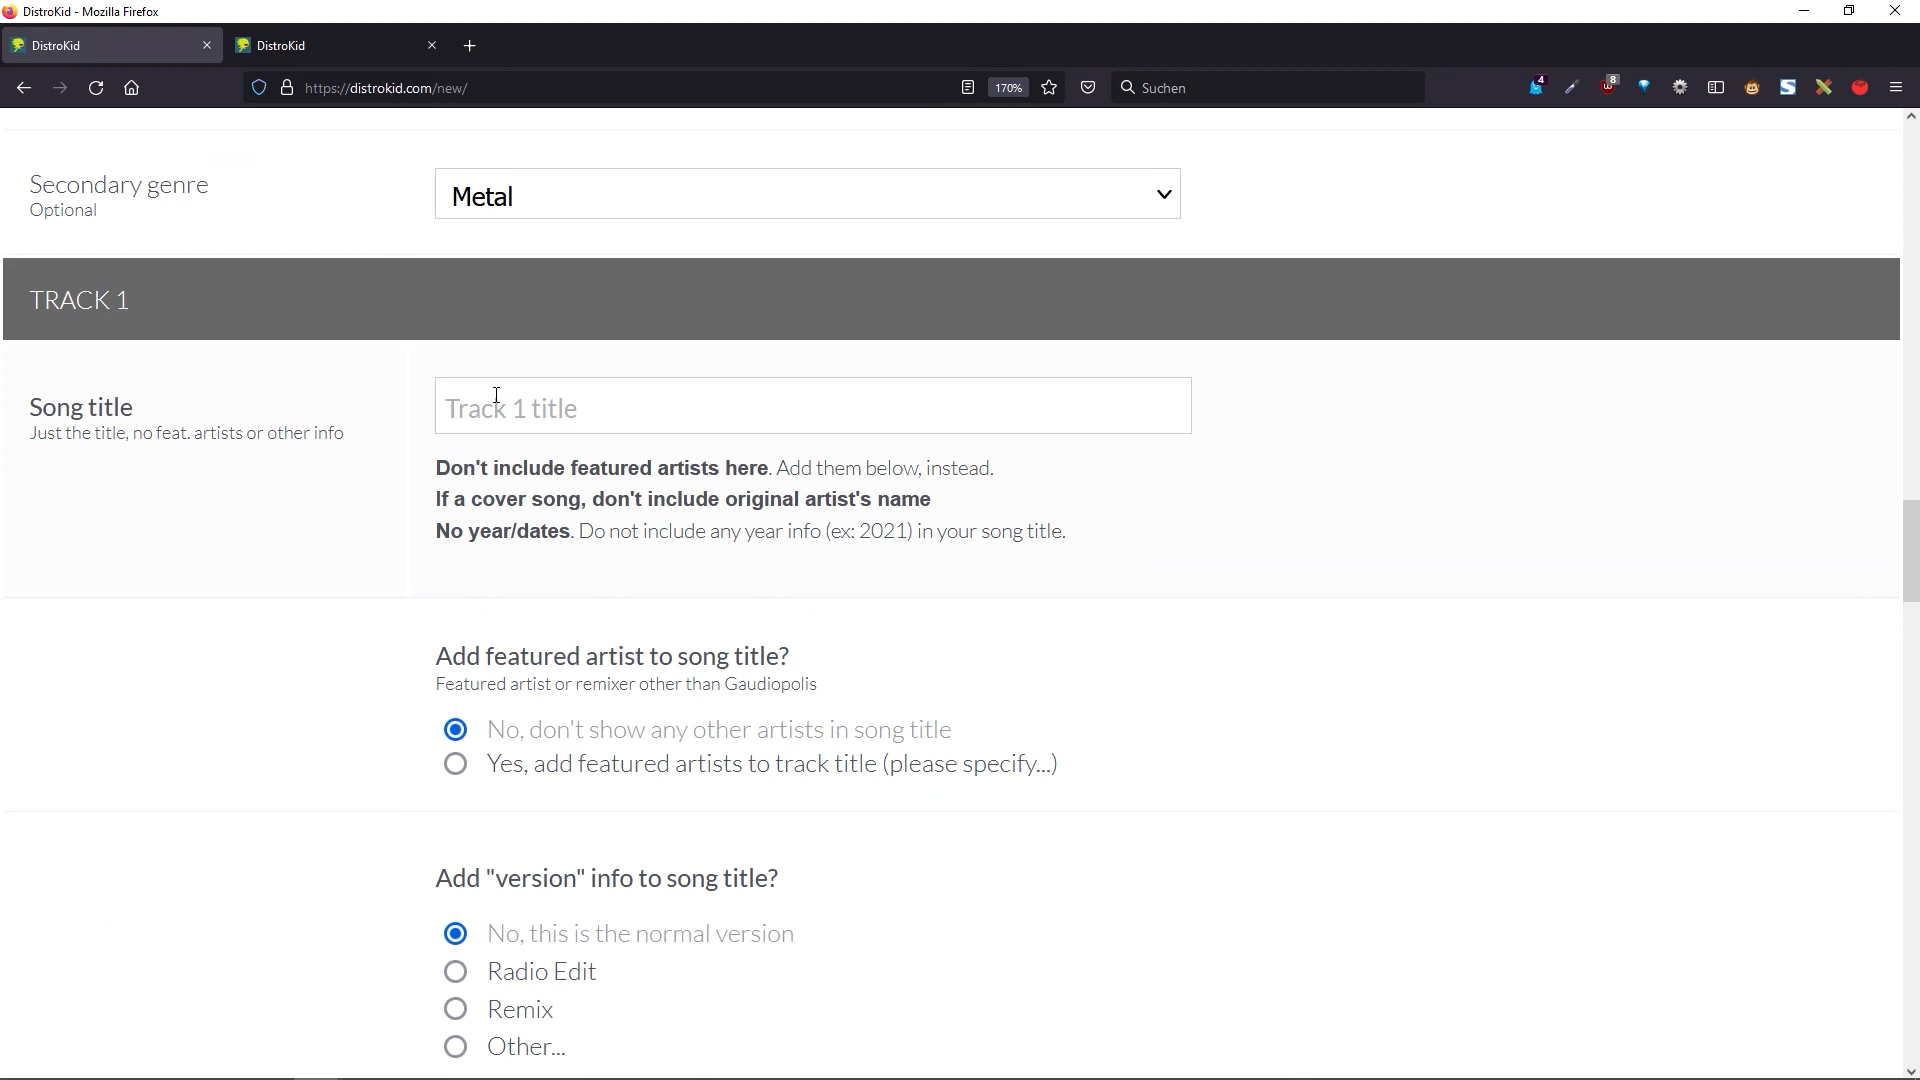 DistroKid - Mozilla Firefox
DistroKid
DistroKid
https://distrokid.com/new/
170%
Suchen
4
8
Secondary genre
Optional
Metal
TRACK 1
Song title
Just the title, no feat. artists or other info
Track 1 title
Don't include featured artists here. Add them below, instead.
If a cover song, don't include original artist's name
No year/dates. Do not include any year info (ex: 2021) in your song title.
Add featured artist to song title?
Featured artist or remixer other than Gaudiopolis
No, don't show any other artists in song title
Yes, add featured artists to track title (please specify...)
Add "version" info to song title?
No, this is the normal version
Radio Edit
Remix
Other...